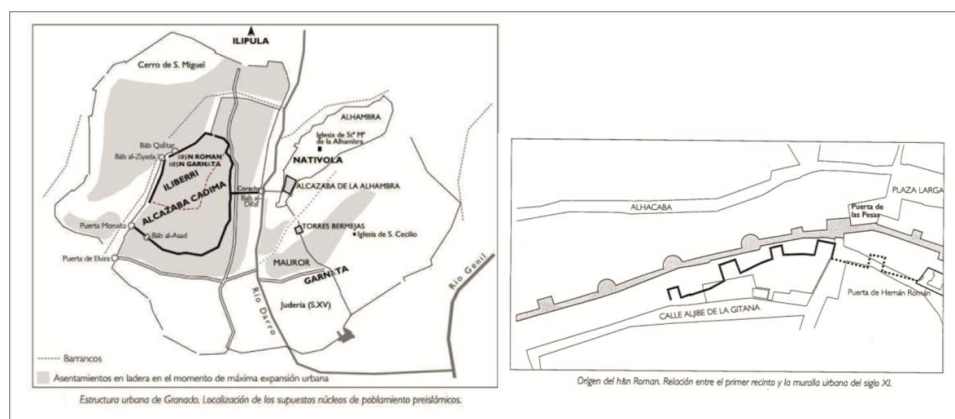 ILIPULA
Cerro de S. Miguel
ALHAMBRA
Iglesia de Stª Mª
de la Alhambra
NATIVOLA
Bâb Qaštar
Bâb al-Ziyada
HISN ROMAN
HISN GARNATA
ILIBERRI
ALCAZABA CADIMA
Coracha
Bab al-
Difaf
ALCAZABA DE LA ALHAMBRA
Puerta Monaita
Bâb al-Asad
TORRES BERMEJAS
Iglesia de S. Cecilio
Puerta de Elvira
MAUROR
GARNATA
Río Darro
Judería (S.XV)
Río Genil
Barrancos
Asentamientos en ladera en el momento de máxima expansión urbana
Estructura urbana de Granada. Localización de los supuestos núcleos de poblamiento preislámicos.
ALHACABA
PLAZA LARGA
Puerta de
las Pesas
Puerta de Hernán Román
CALLE ALJIBE DE LA GITANA
Origen del hisn Roman. Relación entre el primer recinto y la muralla urbana del siglo XI.